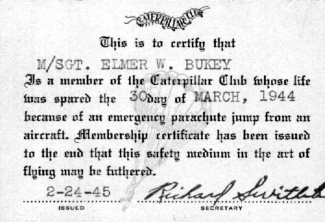 CATERPILLAR CLUB
This is to certify that
M/SGT. ELMER W. BUKEY
Is a member of the Caterpillar Club whose life
was spared the 30day of MARCH, 1944
because of an emergency parachute jump from an
aircraft. Membership certificate has been issued
to the end that this safety medium in the art of
flying may be futhered.
2-24-45 Richard Switlik
ISSUED SECRETARY